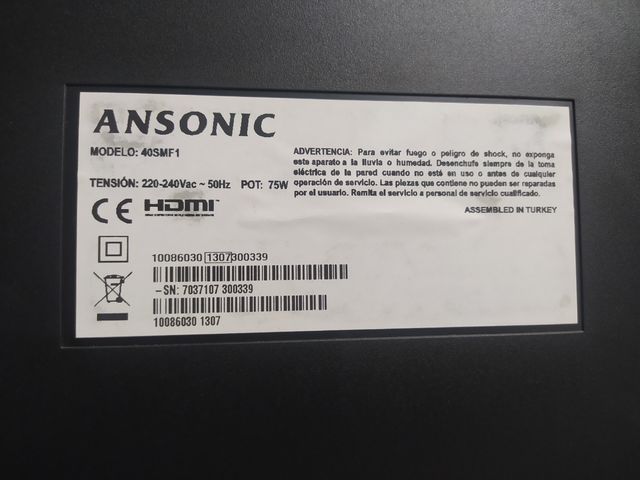 ANSONIC
MODELO: 40SMF1
TENSIÓN: 220-240Vac ~ 50Hz POT: 75W
ADVERTENCIA: Para evitar fuego o peligro de shock, no exponga
este aparato a la lluvia o humedad. Desenchufe siempre de la toma
eléctrica de la pared cuando no está en uso o antes de cualquier
operación de servicio. Las piezas que contiene no pueden ser reparadas
por el usuario. Remita el servicio a personal de servicio cualificado.
ASSEMBLED IN TURKEY
CE HDMI
10086030 1307 300339
-SN: 7037107 300339
10086030 1307